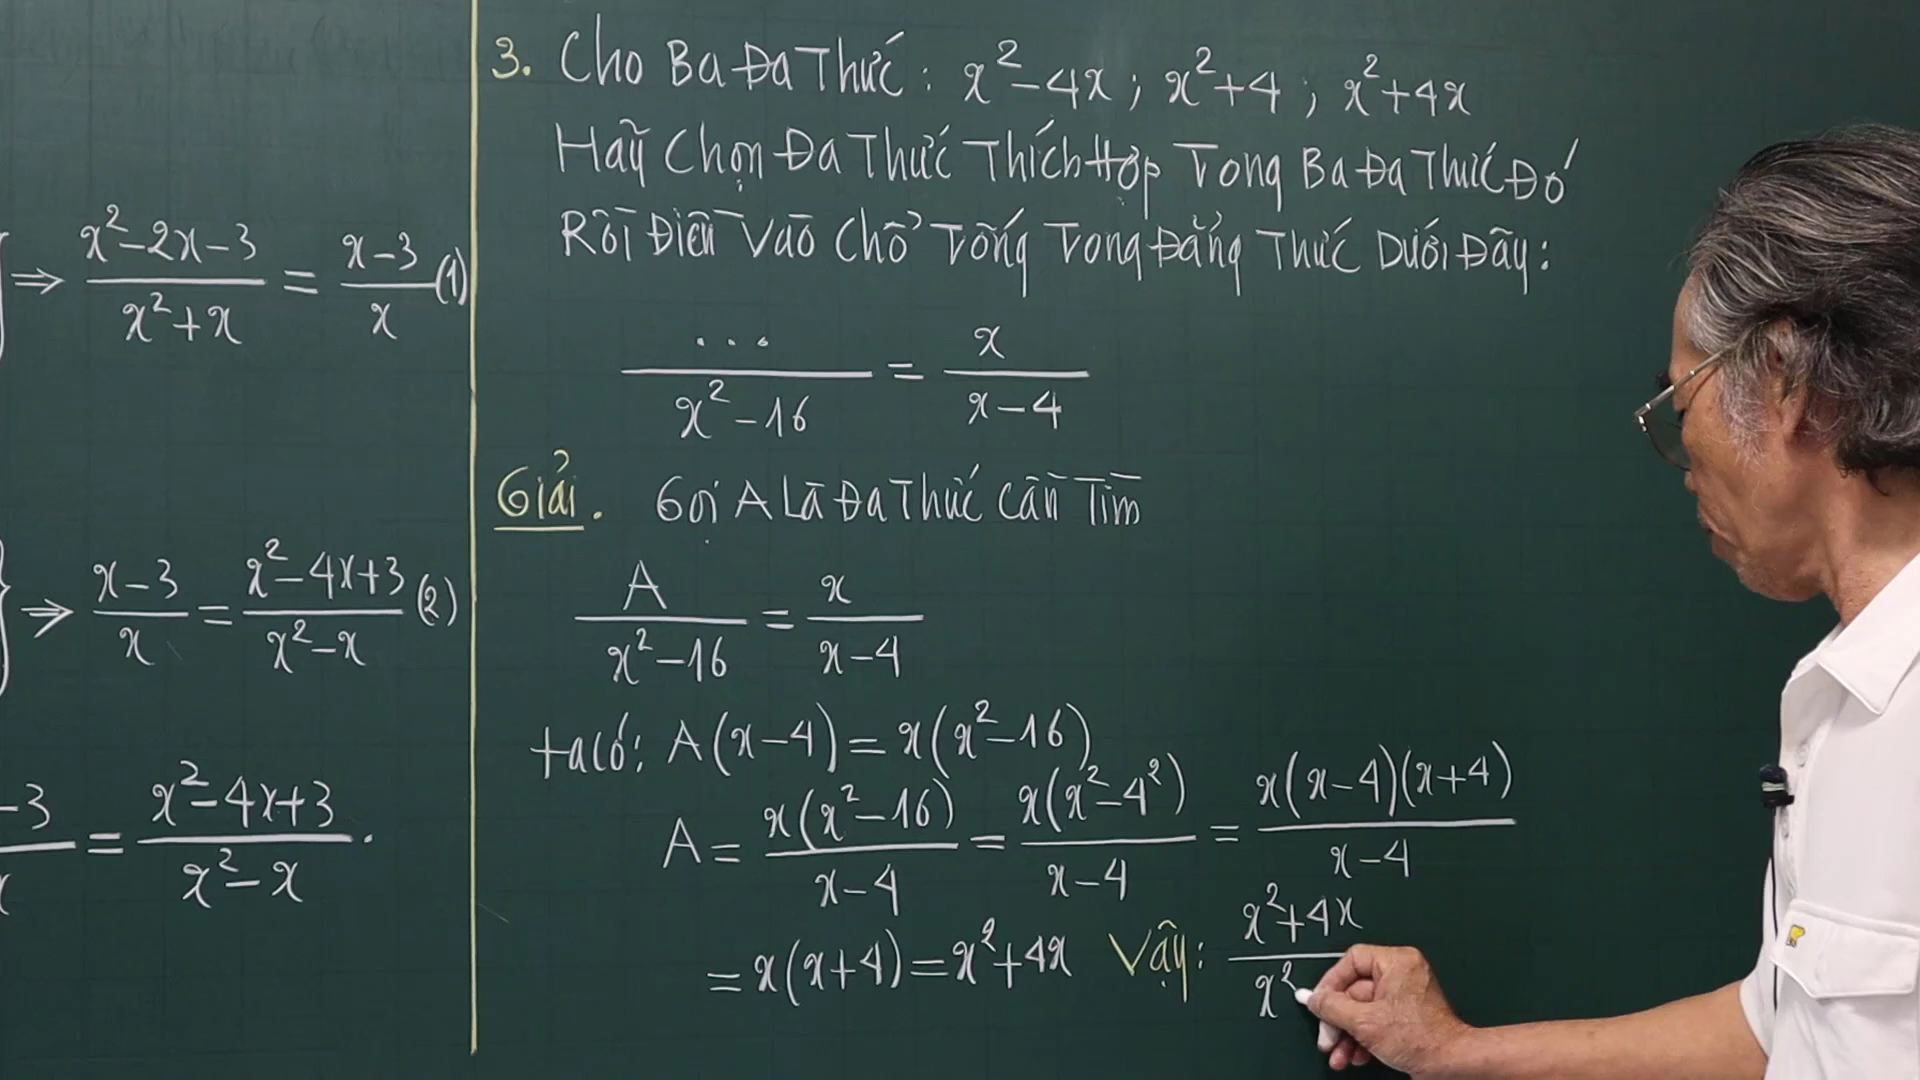 ⇒ (x²-2x-3)/(x²+x) = (x-3)/x (1)
⇒ (x-3)/x = (x²-4x+3)/(x²-x) (2)
-3/x = (x²-4x+3)/(x²-x) .
3. Cho Ba Đa Thức : x²-4x ; x²+4 ; x²+4x
Hãy Chọn Đa Thức Thích Hợp Trong Ba Đa Thức Đó
Rồi Điền Vào Chổ Trống Trong Đẳng Thức Dưới Đây :
.../(x²-16) = x/(x-4)
Giải . Gọi A Là Đa Thức Cần Tìm
A/(x²-16) = x/(x-4)
ta có : A(x-4) = x(x²-16)
A = x(x²-16)/(x-4) = x(x²-4²)/(x-4) = x(x-4)(x+4)/(x-4)
= x(x+4) = x²+4x Vậy : (x²+4x)/x²